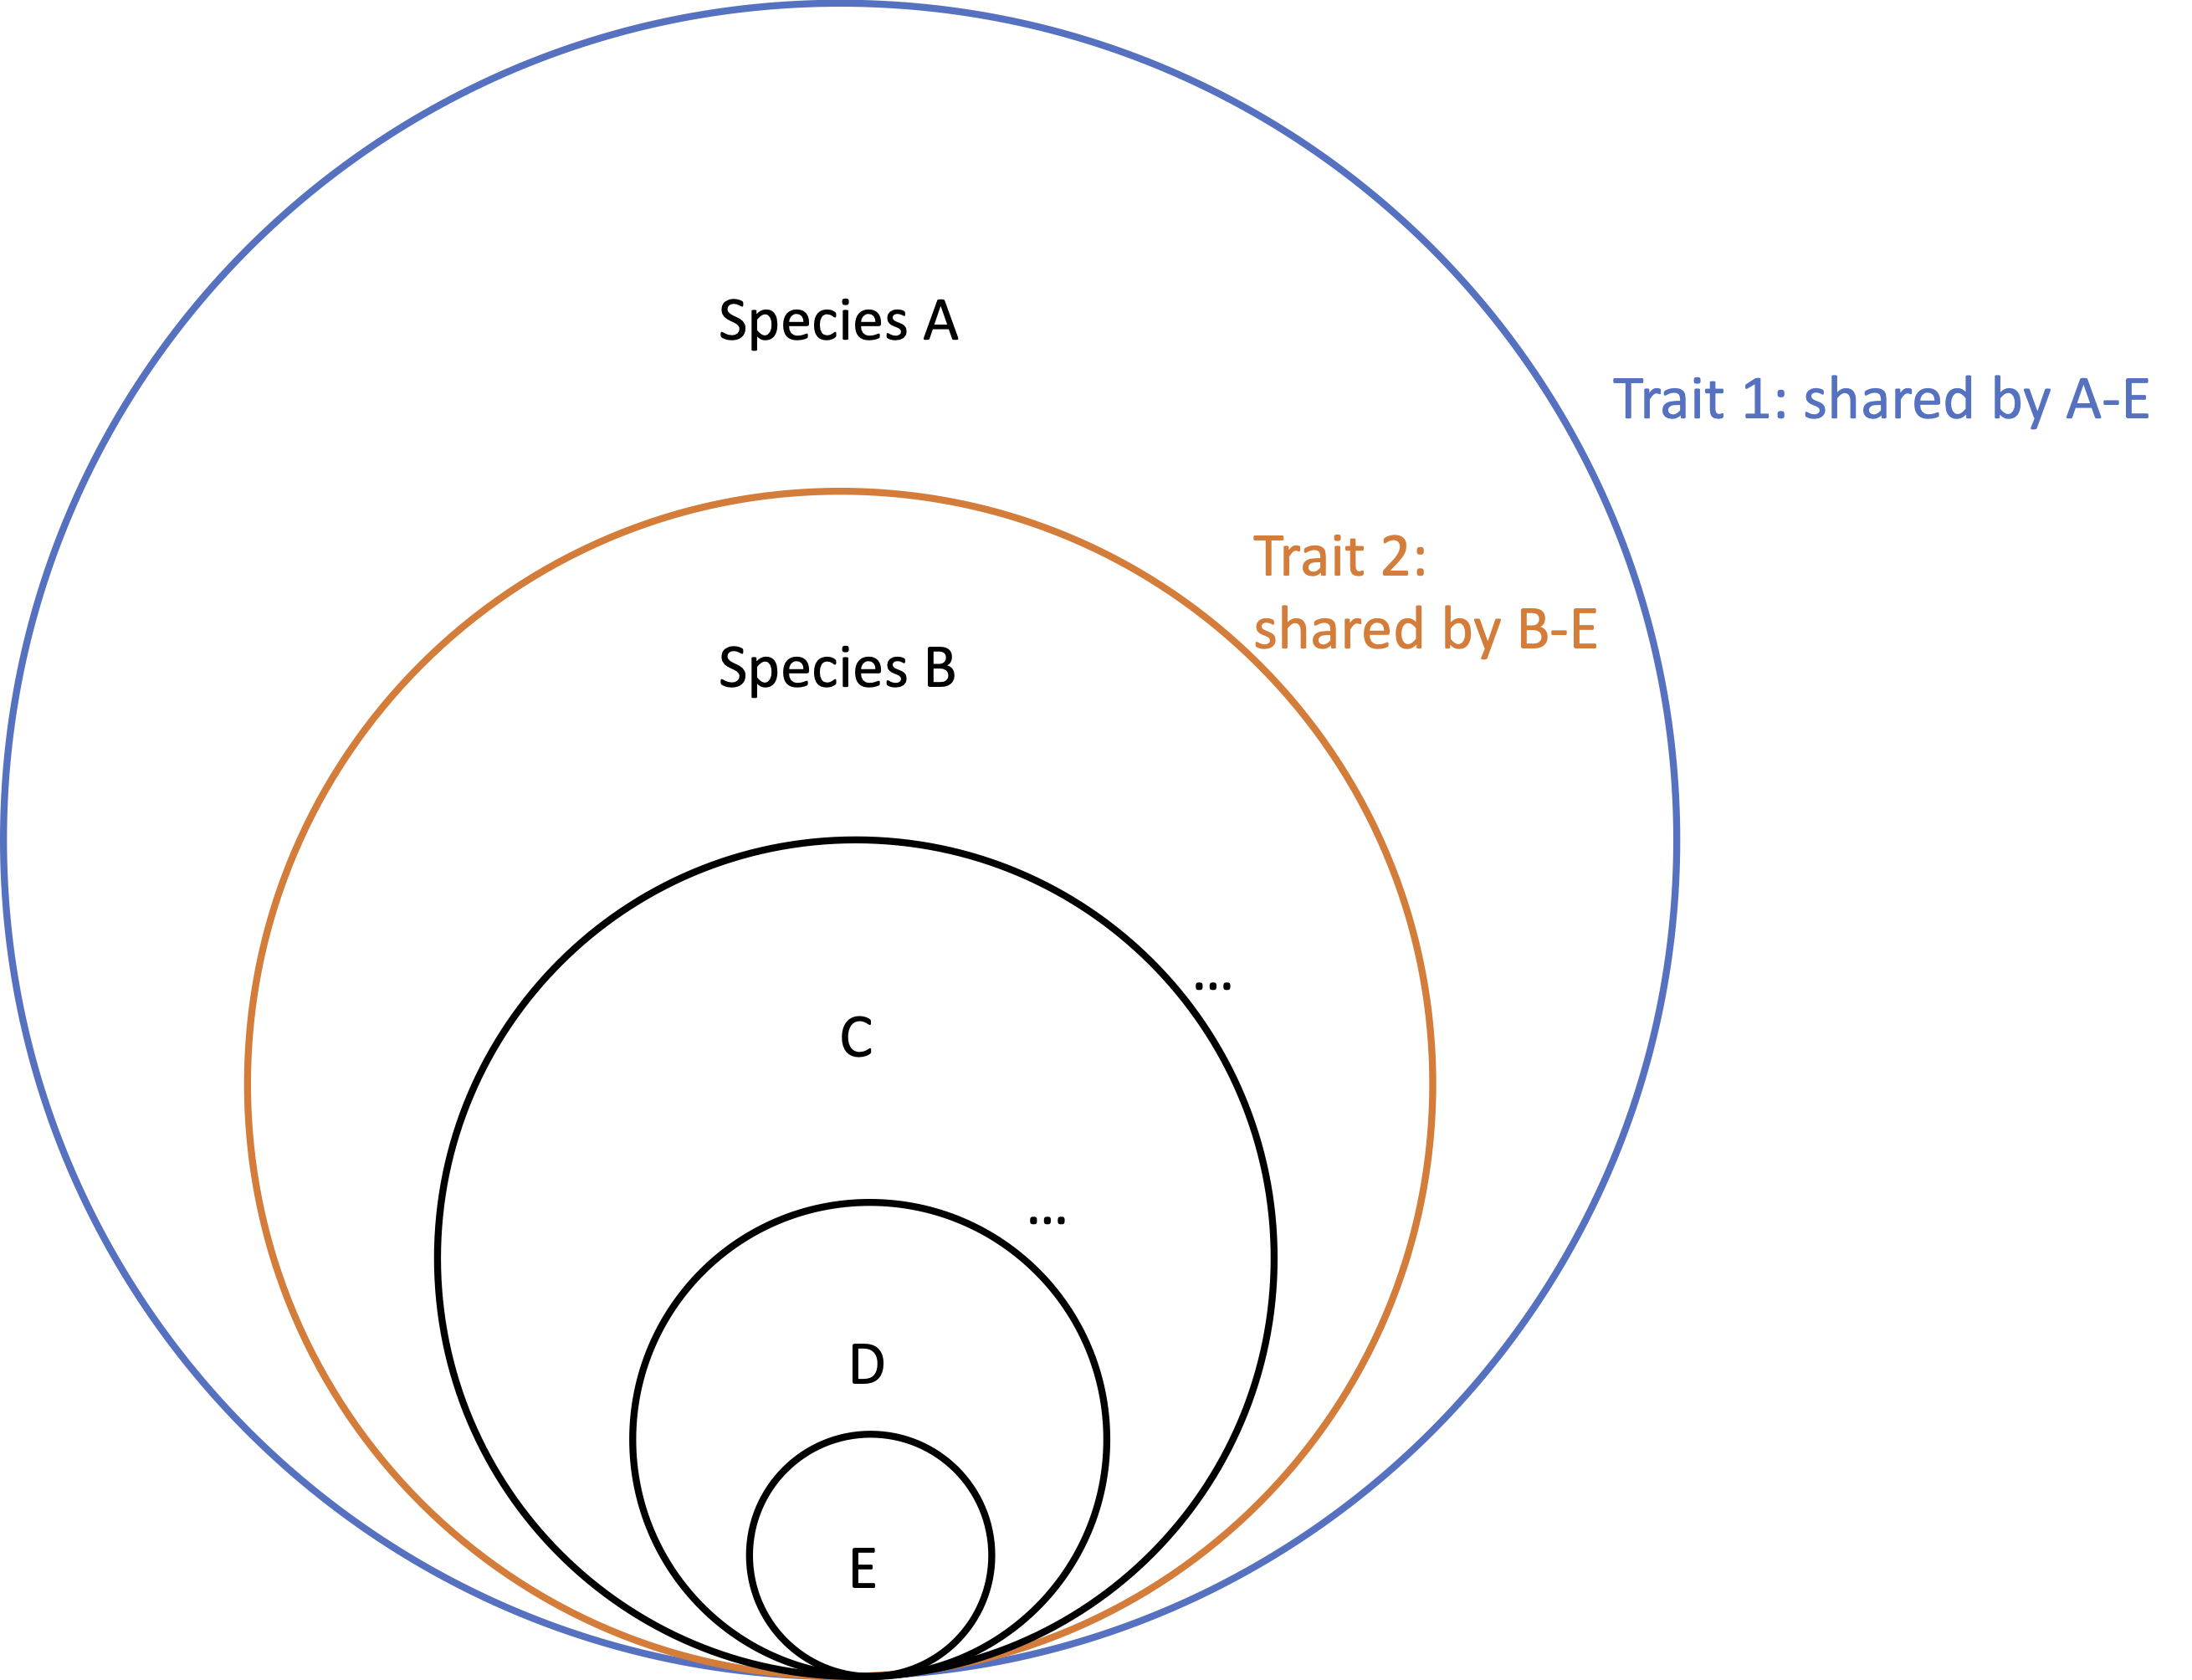 Species A
Trait 1: shared by A-E
Trait 2:
shared by B-E
Species B
...
C
...
D
E